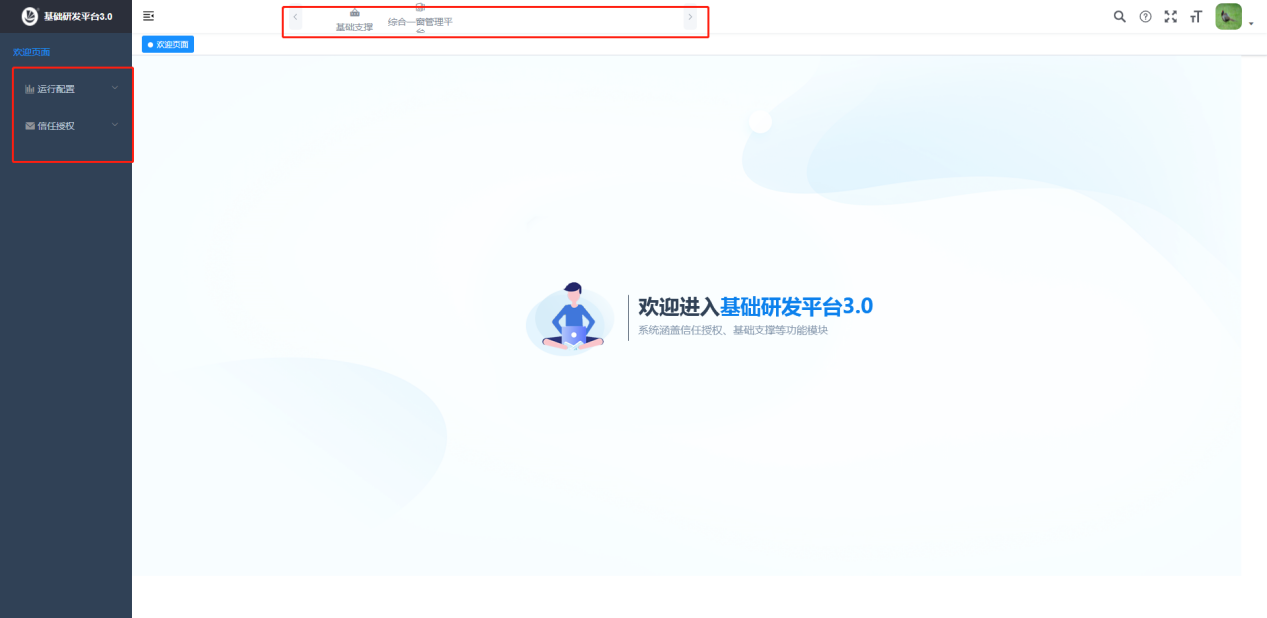 基础研发平台3.0
基础支撑
综合一窗管理平
台
欢迎页面
欢迎页面
运行配置
信任授权
欢迎进入基础研发平台3.0
系统涵盖信任授权、基础支撑等功能模块